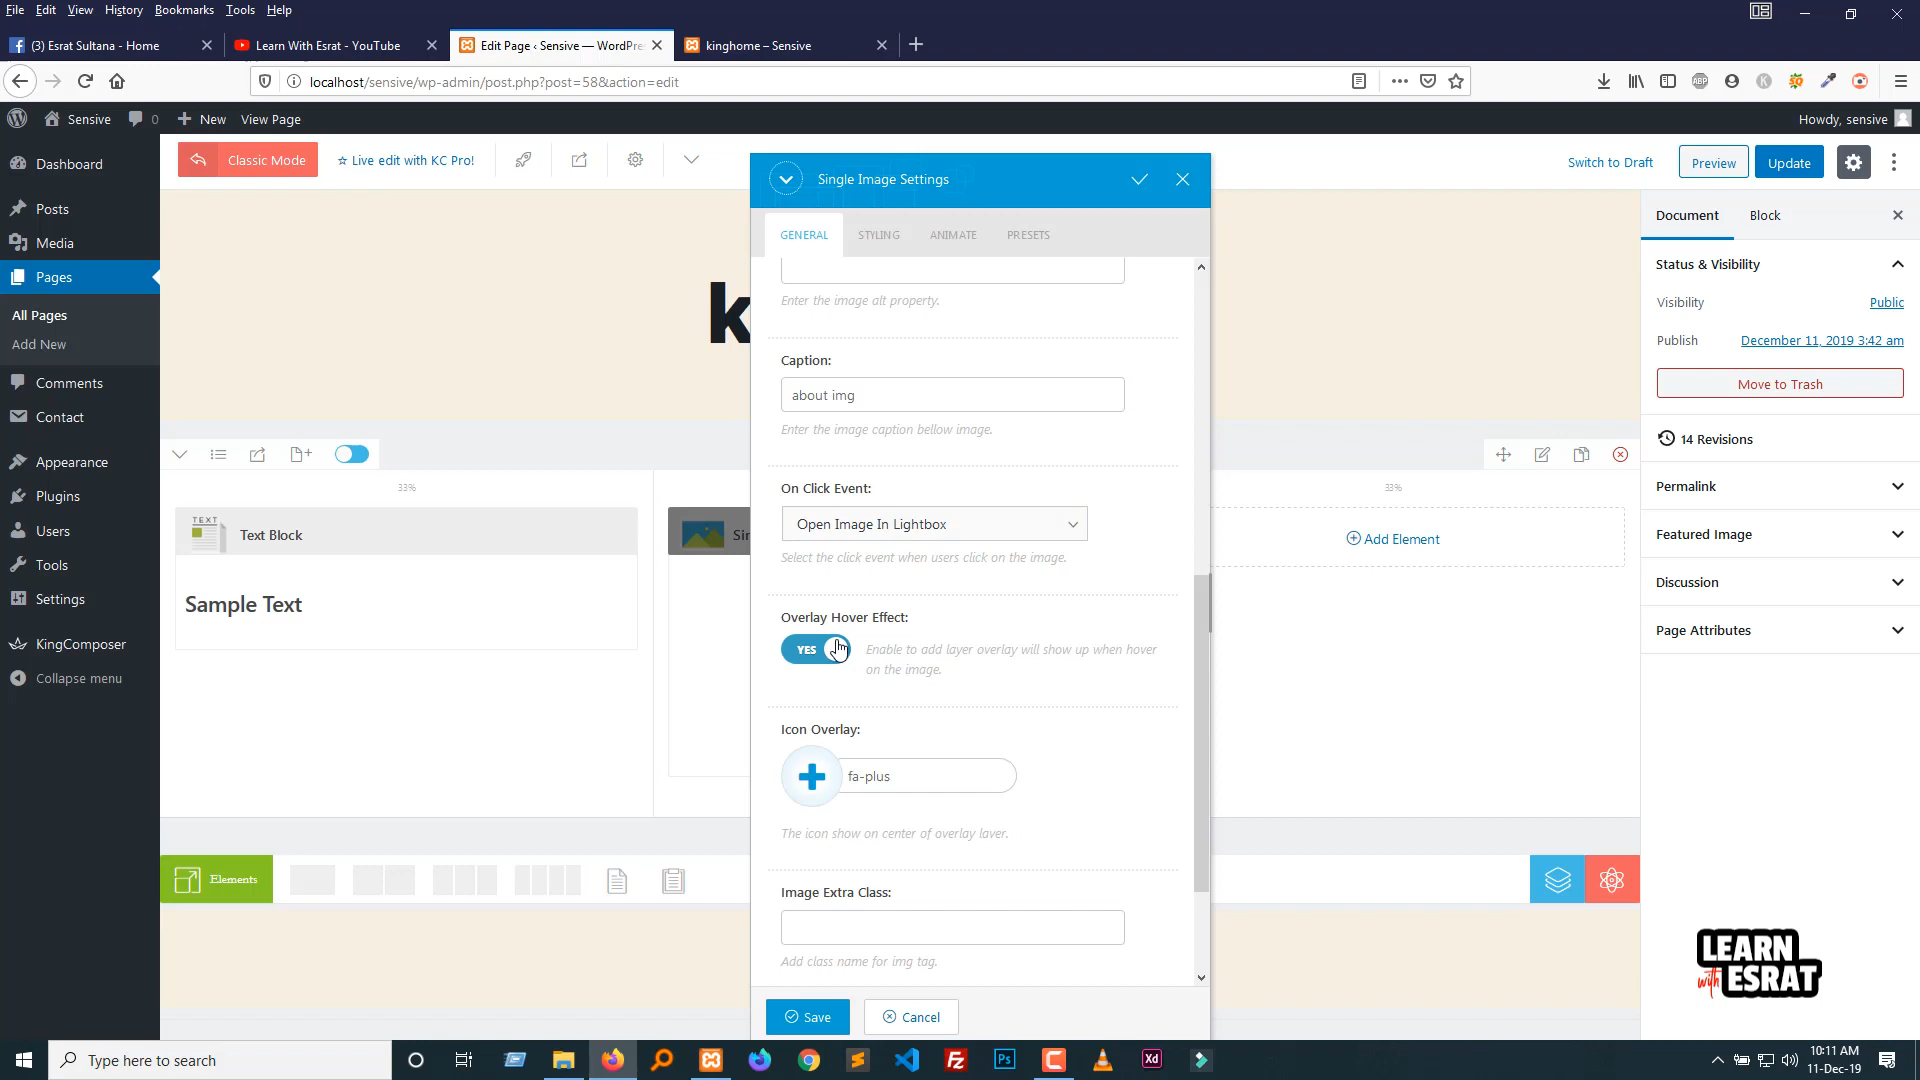 File Edit View History Bookmarks Tools Help
(3) Esrat Sultana - Home
Learn With Esrat - YouTube
Edit Page ‹ Sensive — WordPre
kinghome – Sensive
localhost/sensive/wp-admin/post.php?post=58&action=edit
ABP
Sensive 0 New View Page
Howdy, sensive
Dashboard
Posts
Media
Pages
All Pages
Add New
Comments
Contact
Appearance
Plugins
Users
Tools
Settings
KingComposer
Collapse menu
Classic Mode
☆ Live edit with KC Pro!
Switch to Draft
Preview
Update
k
33%
TEXT
Text Block
Sample Text
Sin
33%
Add Element
Elements
Single Image Settings
GENERAL STYLING ANIMATE PRESETS
Enter the image alt property.
Caption:
about img
Enter the image caption bellow image.
On Click Event:
Open Image In Lightbox
Select the click event when users click on the image.
Overlay Hover Effect:
YES
Enable to add layer overlay will show up when hover
on the image.
Icon Overlay:
fa-plus
The icon show on center of overlay layer.
Image Extra Class:
Add class name for img tag.
Save
Cancel
Document Block
Status & Visibility
Visibility Public
Publish December 11, 2019 3:42 am
Move to Trash
14 Revisions
Permalink
Featured Image
Discussion
Page Attributes
LEARN
with ESRAT
Type here to search
Ps
Xd
10:11 AM
11-Dec-19